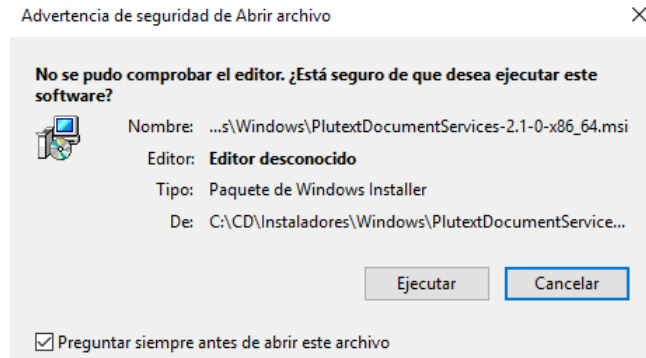 Advertencia de seguridad de Abrir archivo
No se pudo comprobar el editor. ¿Está seguro de que desea ejecutar este
software?
Nombre: ...s\Windows\PlutextDocumentServices-2.1-0-x86_64.msi
Editor: Editor desconocido
Tipo: Paquete de Windows Installer
De: C:\CD\Instaladores\Windows\PlutextDocumentService...
Ejecutar Cancelar
Preguntar siempre antes de abrir este archivo